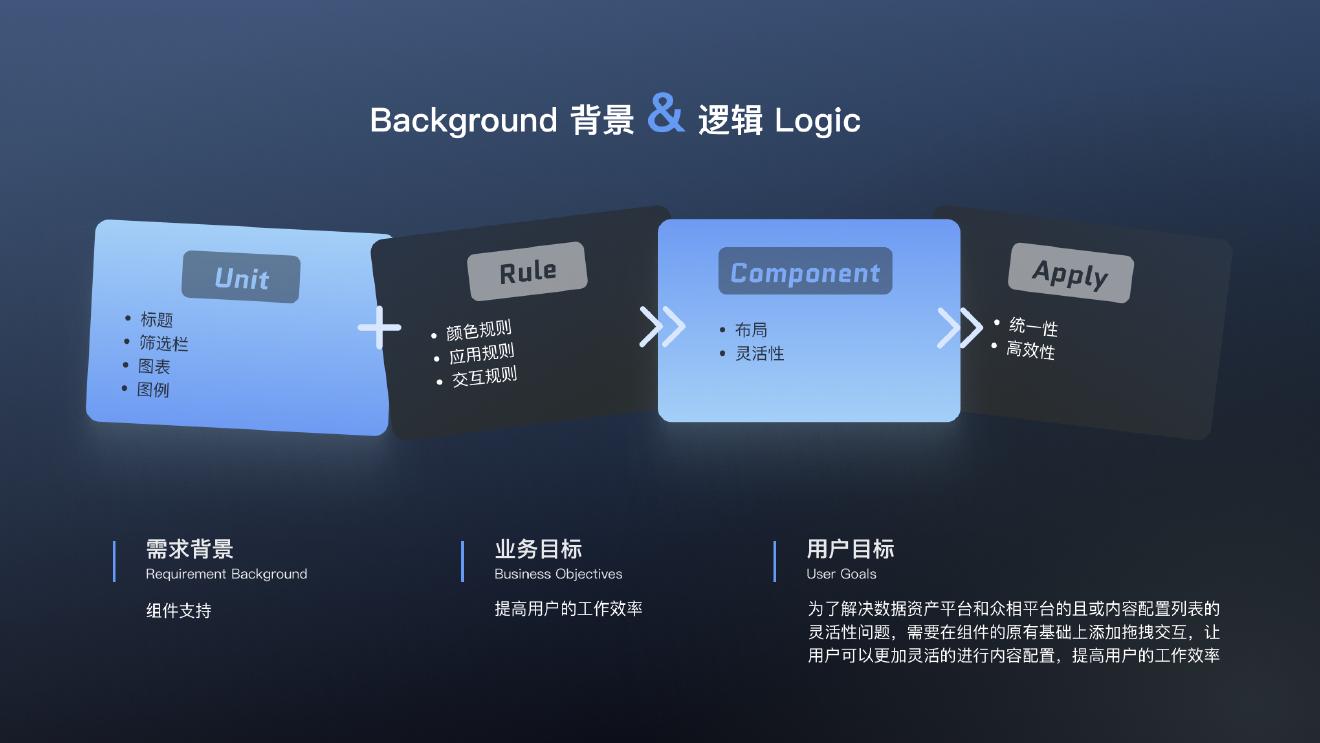 Background 背景 & 逻辑 Logic
Unit
标题
筛选栏
图表
图例
Rule
颜色规则
应用规则
交互规则
Component
布局
灵活性
Apply
统一性
高效性
需求背景
Requirement Background
组件支持
业务目标
Business Objectives
提高用户的工作效率
用户目标
User Goals
为了解决数据资产平台和众相平台的且或内容配置列表的
灵活性问题，需要在组件的原有基础上添加拖拽交互，让
用户可以更加灵活的进行内容配置，提高用户的工作效率